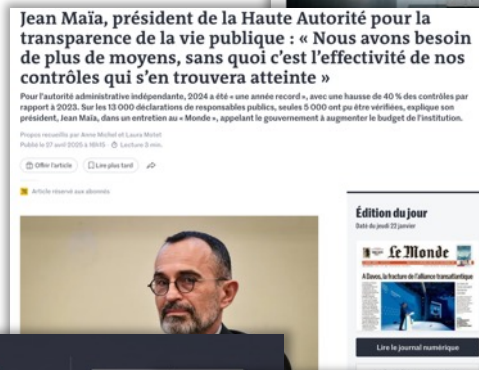 Jean Maïa, président de la Haute Autorité pour la
transparence de la vie publique : « Nous avons besoin
de plus de moyens, sans quoi c'est l'effectivité de nos
contrôles qui s'en trouvera atteinte »
Pour l'autorité administrative indépendante, 2024 a été « une année record », avec une hausse de 40 % des contrôles par
rapport à 2023. Sur les 13 000 déclarations de responsables publics, seules 5 000 ont pu être vérifiées, explique son
président, Jean Maïa, dans un entretien au « Monde », appelant le gouvernement à augmenter le budget de l'institution.
Propos recueillis par Anne Michel et Laura Motet
Publié le 27 avril 2025 à 16h15 · Lecture 3 min.
Offrir l'article Lire plus tard
Article réservé aux abonnés
Édition du jour
Daté du jeudi 22 janvier
Le Monde
A Davos, la fracture de l'alliance transatlantique
Lire le journal numérique